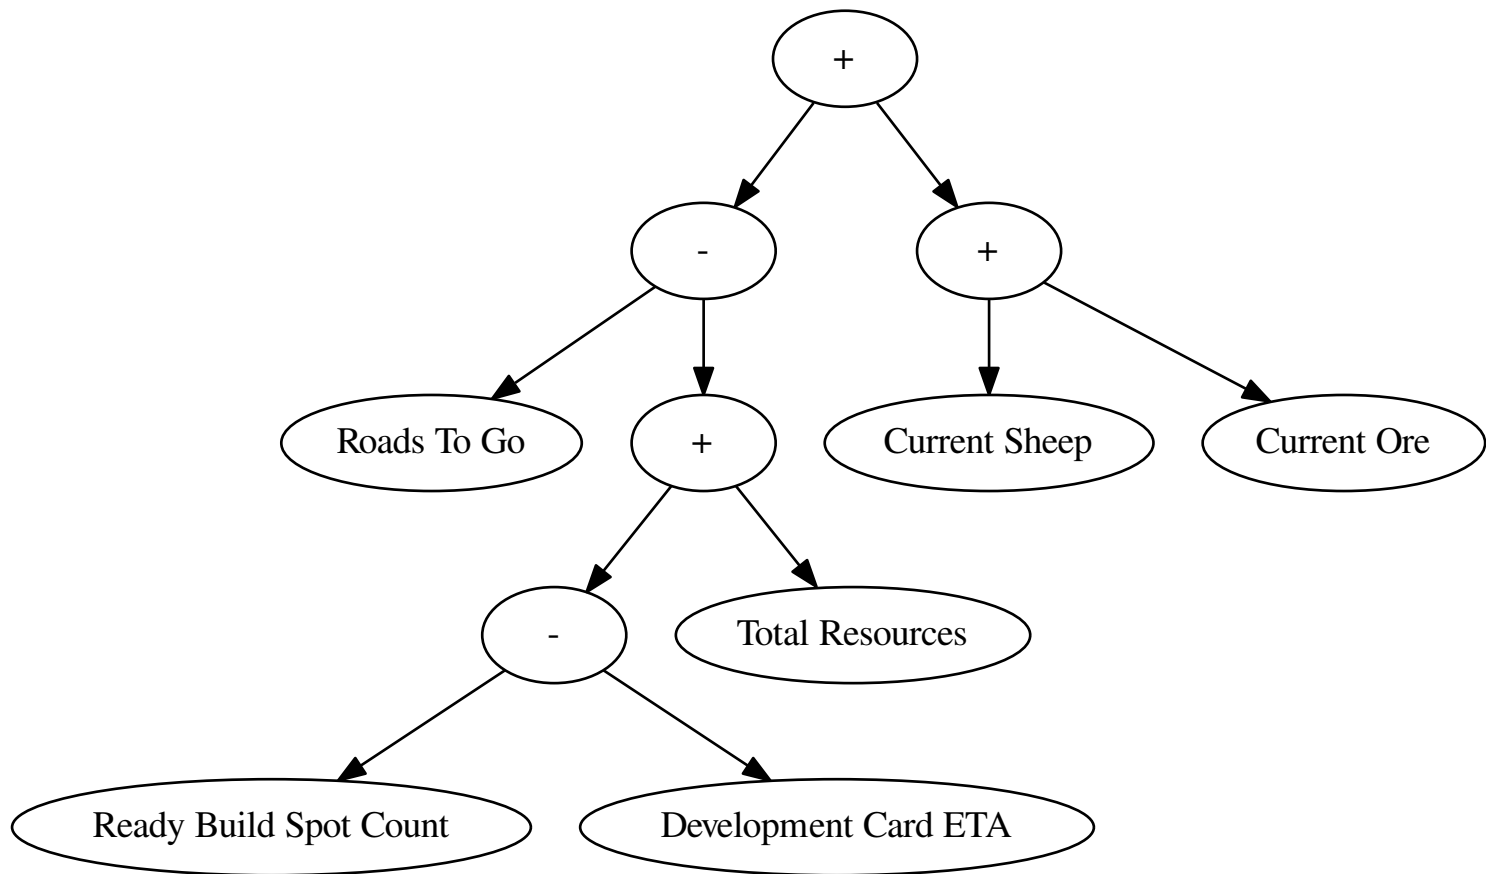 +
-
+
Roads To Go
+
Current Sheep
Current Ore
-
Total Resources
Ready Build Spot Count
Development Card ETA